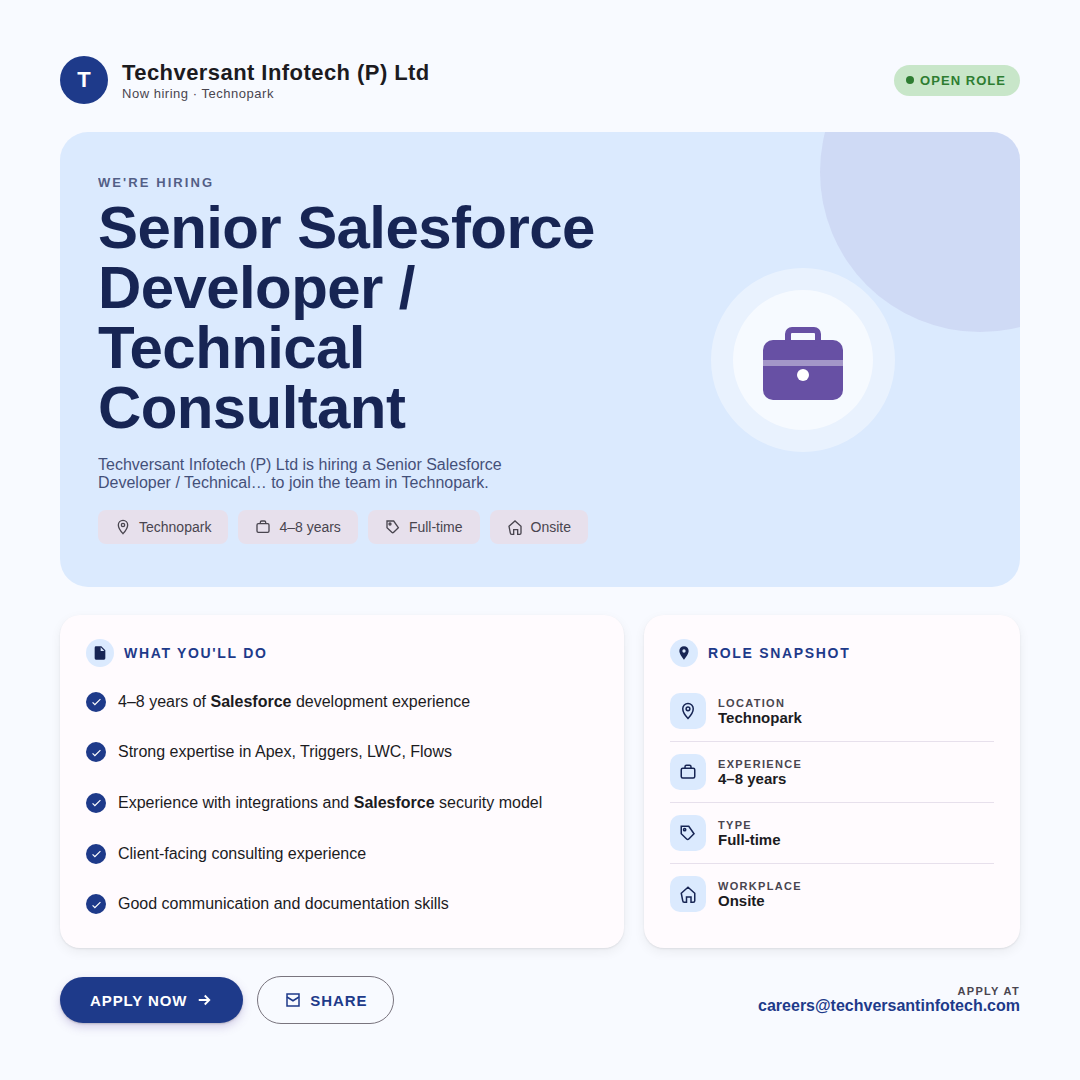 T
Techversant Infotech (P) Ltd
Now hiring · Technopark
OPEN ROLE
WE'RE HIRING
Senior Salesforce
Developer /
Technical
Consultant
Techversant Infotech (P) Ltd is hiring a Senior Salesforce
Developer / Technical… to join the team in Technopark.
Technopark
4–8 years
Full-time
Onsite
WHAT YOU'LL DO
4–8 years of Salesforce development experience
Strong expertise in Apex, Triggers, LWC, Flows
Experience with integrations and Salesforce security model
Client-facing consulting experience
Good communication and documentation skills
ROLE SNAPSHOT
LOCATION
Technopark
EXPERIENCE
4–8 years
TYPE
Full-time
WORKPLACE
Onsite
APPLY NOW
SHARE
APPLY AT
careers@techversantinfotech.com